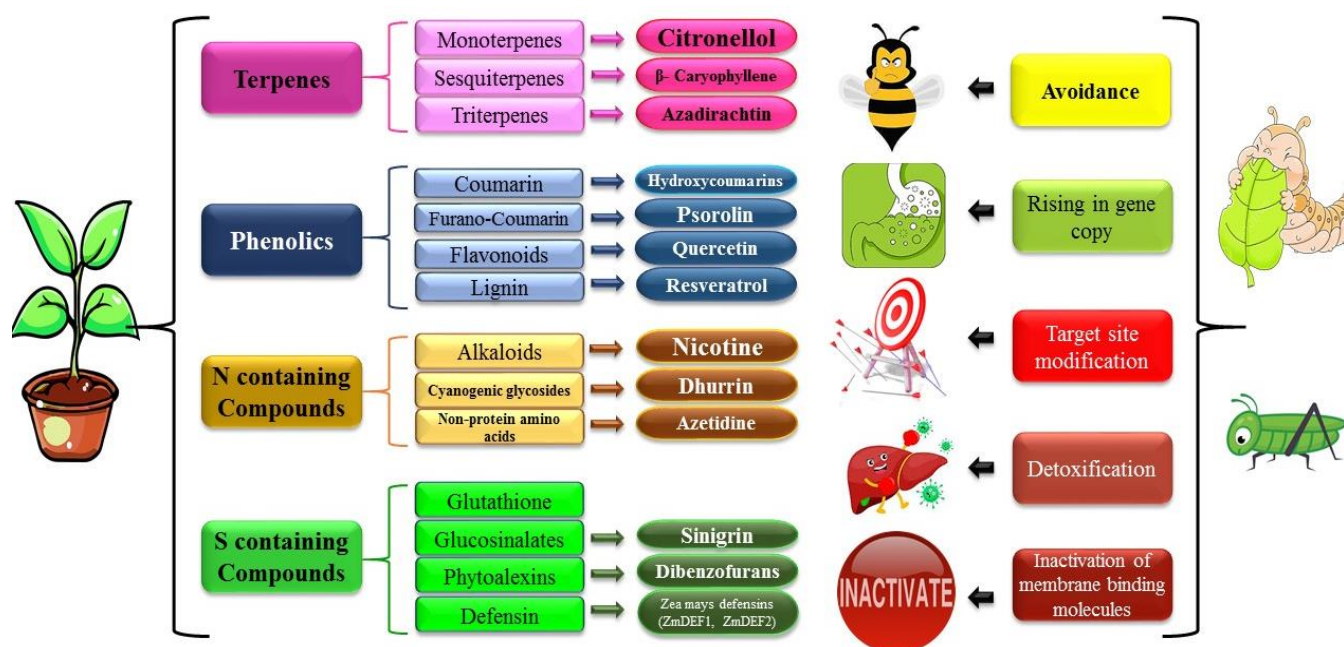 Terpenes
Monoterpenes
Citronellol
Sesquiterpenes
β- Caryophyllene
Triterpenes
Azadirachtin
Phenolics
Coumarin
Hydroxycoumarins
Furano-Coumarin
Psorolin
Flavonoids
Quercetin
Lignin
Resveratrol
N containing
Compounds
Alkaloids
Nicotine
Cyanogenic glycosides
Dhurrin
Non-protein amino
acids
Azetidine
S containing
Compounds
Glutathione
Glucosinalates
Sinigrin
Phytoalexins
Dibenzofurans
Defensin
Zea mays defensins
(ZmDEF1, ZmDEF2)
Avoidance
Rising in gene
copy
Target site
modification
Detoxification
INACTIVATE
Inactivation of
membrane binding
molecules